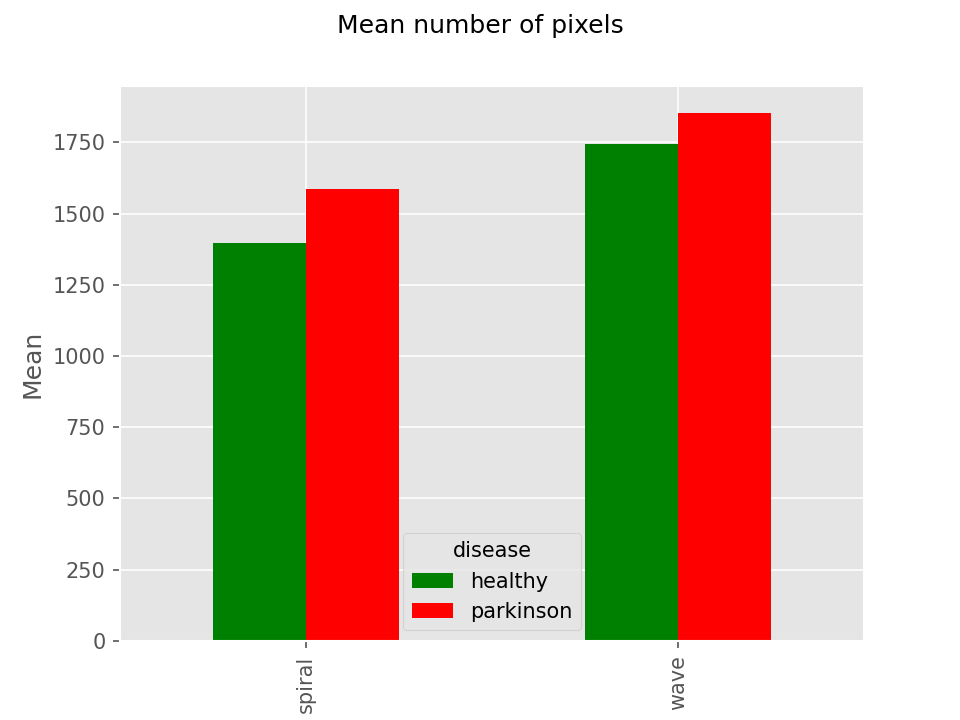 Mean number of pixels
Mean
1750
1500
1250
1000
750
500
250
0
disease
healthy
parkinson
spiral
wave